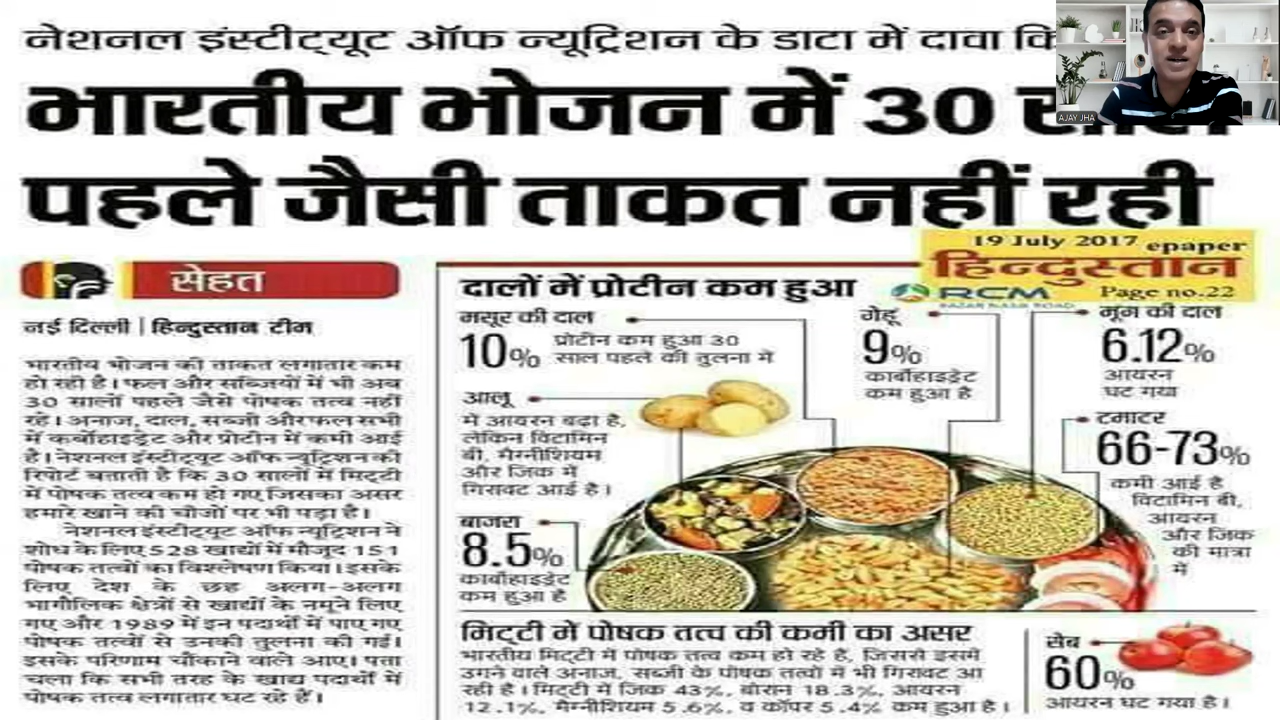 नेशनल इंस्टीट्यूट ऑफ न्यूट्रिशन के डाटा में दावा
भारतीय भोजन में 30 साल
पहले जैसी ताकत नहीं रही
AJAY JHA
19 July 2017 epaper
हिन्दुस्तान
RCM Page no.22
सेहत
नई दिल्ली | हिन्दुस्तान टीम
भारतीय भोजन की ताकत लगातार कम
हो रही है। फल और सब्जियों में भी अब
30 सालों पहले जैसे पोषक तत्व नहीं
रहे। अनाज, दाल, सब्जी और फल सभी
में कर्बोहाइड्रेट और प्रोटीन में कमी आई
है। नेशनल इंस्टीट्यूट ऑफ न्यूट्रिशन की
रिपोर्ट बताती है कि 30 सालों में मिट्टी
में पोषक तत्व कम हो गए जिसका असर
हमारे खाने की चीजों पर भी पड़ा है।
नेशनल इंस्टीट्यूट ऑफ न्यूट्रिशन ने
शोध के लिए 528 खाद्यों में मौजूद 151
पोषक तत्वों का विश्लेषण किया। इसके
लिए देश के छह अलग-अलग
भौगोलिक क्षेत्रों से खाद्यों के नमूने लिए
गए और 1989 में इन पदार्थों में पाए गए
पोषक तत्वों से उनकी तुलना की गई।
इसके परिणाम चौंकाने वाले आए। पता
चला कि सभी तरह के खाद्य पदार्थों में
पोषक तत्व लगातार घट रहे हैं।
दालों में प्रोटीन कम हुआ
मसूर की दाल
10% प्रोटीन कम हुआ 30
साल पहले की तुलना में
गेहूं
9%
कार्बोहाइड्रेट
कम हुआ है
मूंग की दाल
6.12%
आयरन
घट गया
आलू
में आयरन बढ़ा है,
लेकिन विटामिन
बी, मैग्नीशियम
और जिंक में
गिरावट आई है।
टमाटर
66-73%
कमी आई है
विटामिन बी,
आयरन
और जिंक
की मात्रा
में
बाजरा
8.5%
कार्बोहाइड्रेट
कम हुआ है
मिट्टी में पोषक तत्व की कमी का असर
भारतीय मिट्टी में पोषक तत्व कम हो रहे हैं, जिससे इसमें
उगने वाले अनाज, सब्जी के पोषक तत्वों में भी गिरावट आ
रही है। मिट्टी में जिंक 43%, बोरान 18.3%, आयरन
12.1%, मैग्नीशियम 5.6%, व कॉपर 5.4% कम हुआ है।
सेब
60%
आयरन घट गया है।